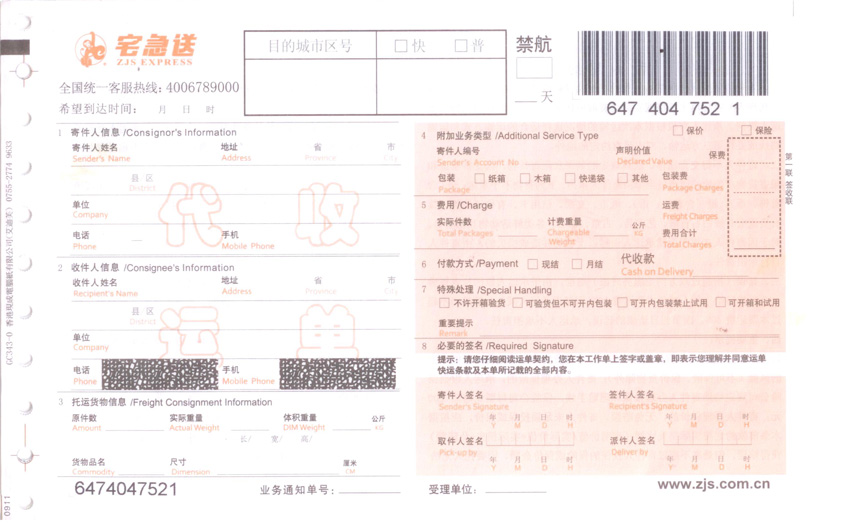 宅急送
ZJS EXPRESS
目的城市区号 □快 □普
禁航
天
全国统一客服热线：4006789000
希望到达时间： 月 日 时
647 404 752 1
1 寄件人信息 /Consignor's Information
寄件人姓名 地址 省 市
Sender's Name Address Province City
县 区
District
代 收
单位
Company
电话 手机
Phone Mobile Phone
2 收件人信息 /Consignee's Information
收件人姓名 地址 省 市
Recipient's Name Address Province City
县 区
District
运 单
单位
Company
电话 手机
Phone Mobile Phone
3 托运货物信息 /Freight Consignment Information
原件数 实际重量 体积重量 公斤
Amount Actual Weight DIM Weight KG
长/ 宽/ 高/
货物品名 尺寸 厘米
Commodity Dimension CM
6474047521 业务通知单号：
4 附加业务类型 /Additional Service Type □保价 □保险
寄件人编号 声明价值 保费
Sender's Account No Declared Value
包装 □纸箱 □木箱 □快递袋 □其他 包装费
Package Package Charges
5 费用 /Charge 运费
Freight Charges
实际件数 计费重量 公斤 费用合计
Total Packages Chargeable Weight KG Total Charges
6 付款方式 /Payment □现结 □月结 代收款
Cash on Delivery
7 特殊处理 /Special Handling
□不许开箱验货 □可验货但不可开内包装 □可开内包装禁止试用 □可开箱和试用
重要提示
Remark
8 必要的签名 /Required Signature
提示：请您仔细阅读运单契约，您在本工作单上签字或盖章，即表示您理解并同意运单
快运条款及本单所记载的全部内容。
寄件人签名 签件人签名
Sender's Signature Recipient's Signature
年 月 日 时 年 月 日 时
Y M D H Y M D H
取件人签名 派件人签名
Pick-up by Deliver by
年 月 日 时 年 月 日 时
Y M D H Y M D H
受理单位： www.zjs.com.cn
第一联 签收联
0755-2774 9633
GC343-0
0911